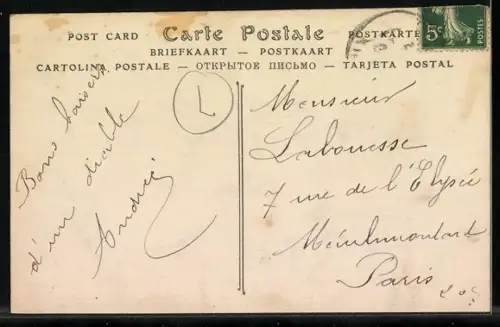 POST CARD Carte Postale POSTKARTE
BRIEFKAART — POSTKAART
CARTOLINA POSTALE — ОТКРЫТОЕ ПИСЬМО — TARJETA POSTAL
5c
POSTES
L
Bons baisers
d'un diable
André
Monsieur
Labousse
7 rue de l'Elysée
Ménilmontant
Paris